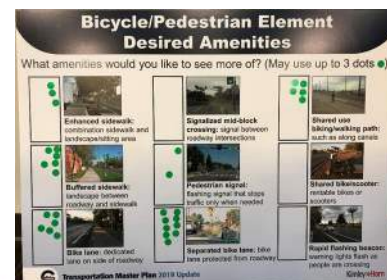 Bicycle/Pedestrian Element
Desired Amenities
What amenities would you like to see more of? (May use up to 3 dots ●)
Enhanced sidewalk:
combination sidewalk and
landscape/sitting area
Signalized mid-block
crossing: signal between
roadway intersections
Shared use
biking/walking path:
such as along canals
Buffered sidewalk:
landscape between
roadway and sidewalk
Pedestrian signal:
flashing signal that stops
traffic only when needed
Shared bike/scooter:
rentable bikes or
scooters
Bike lane: dedicated
lane on side of roadway
Separated bike lane: bike
lane protected from roadway
Rapid flashing beacon:
warning lights flash as
people are crossing
Transportation Master Plan 2019 Update
Kimley»Horn